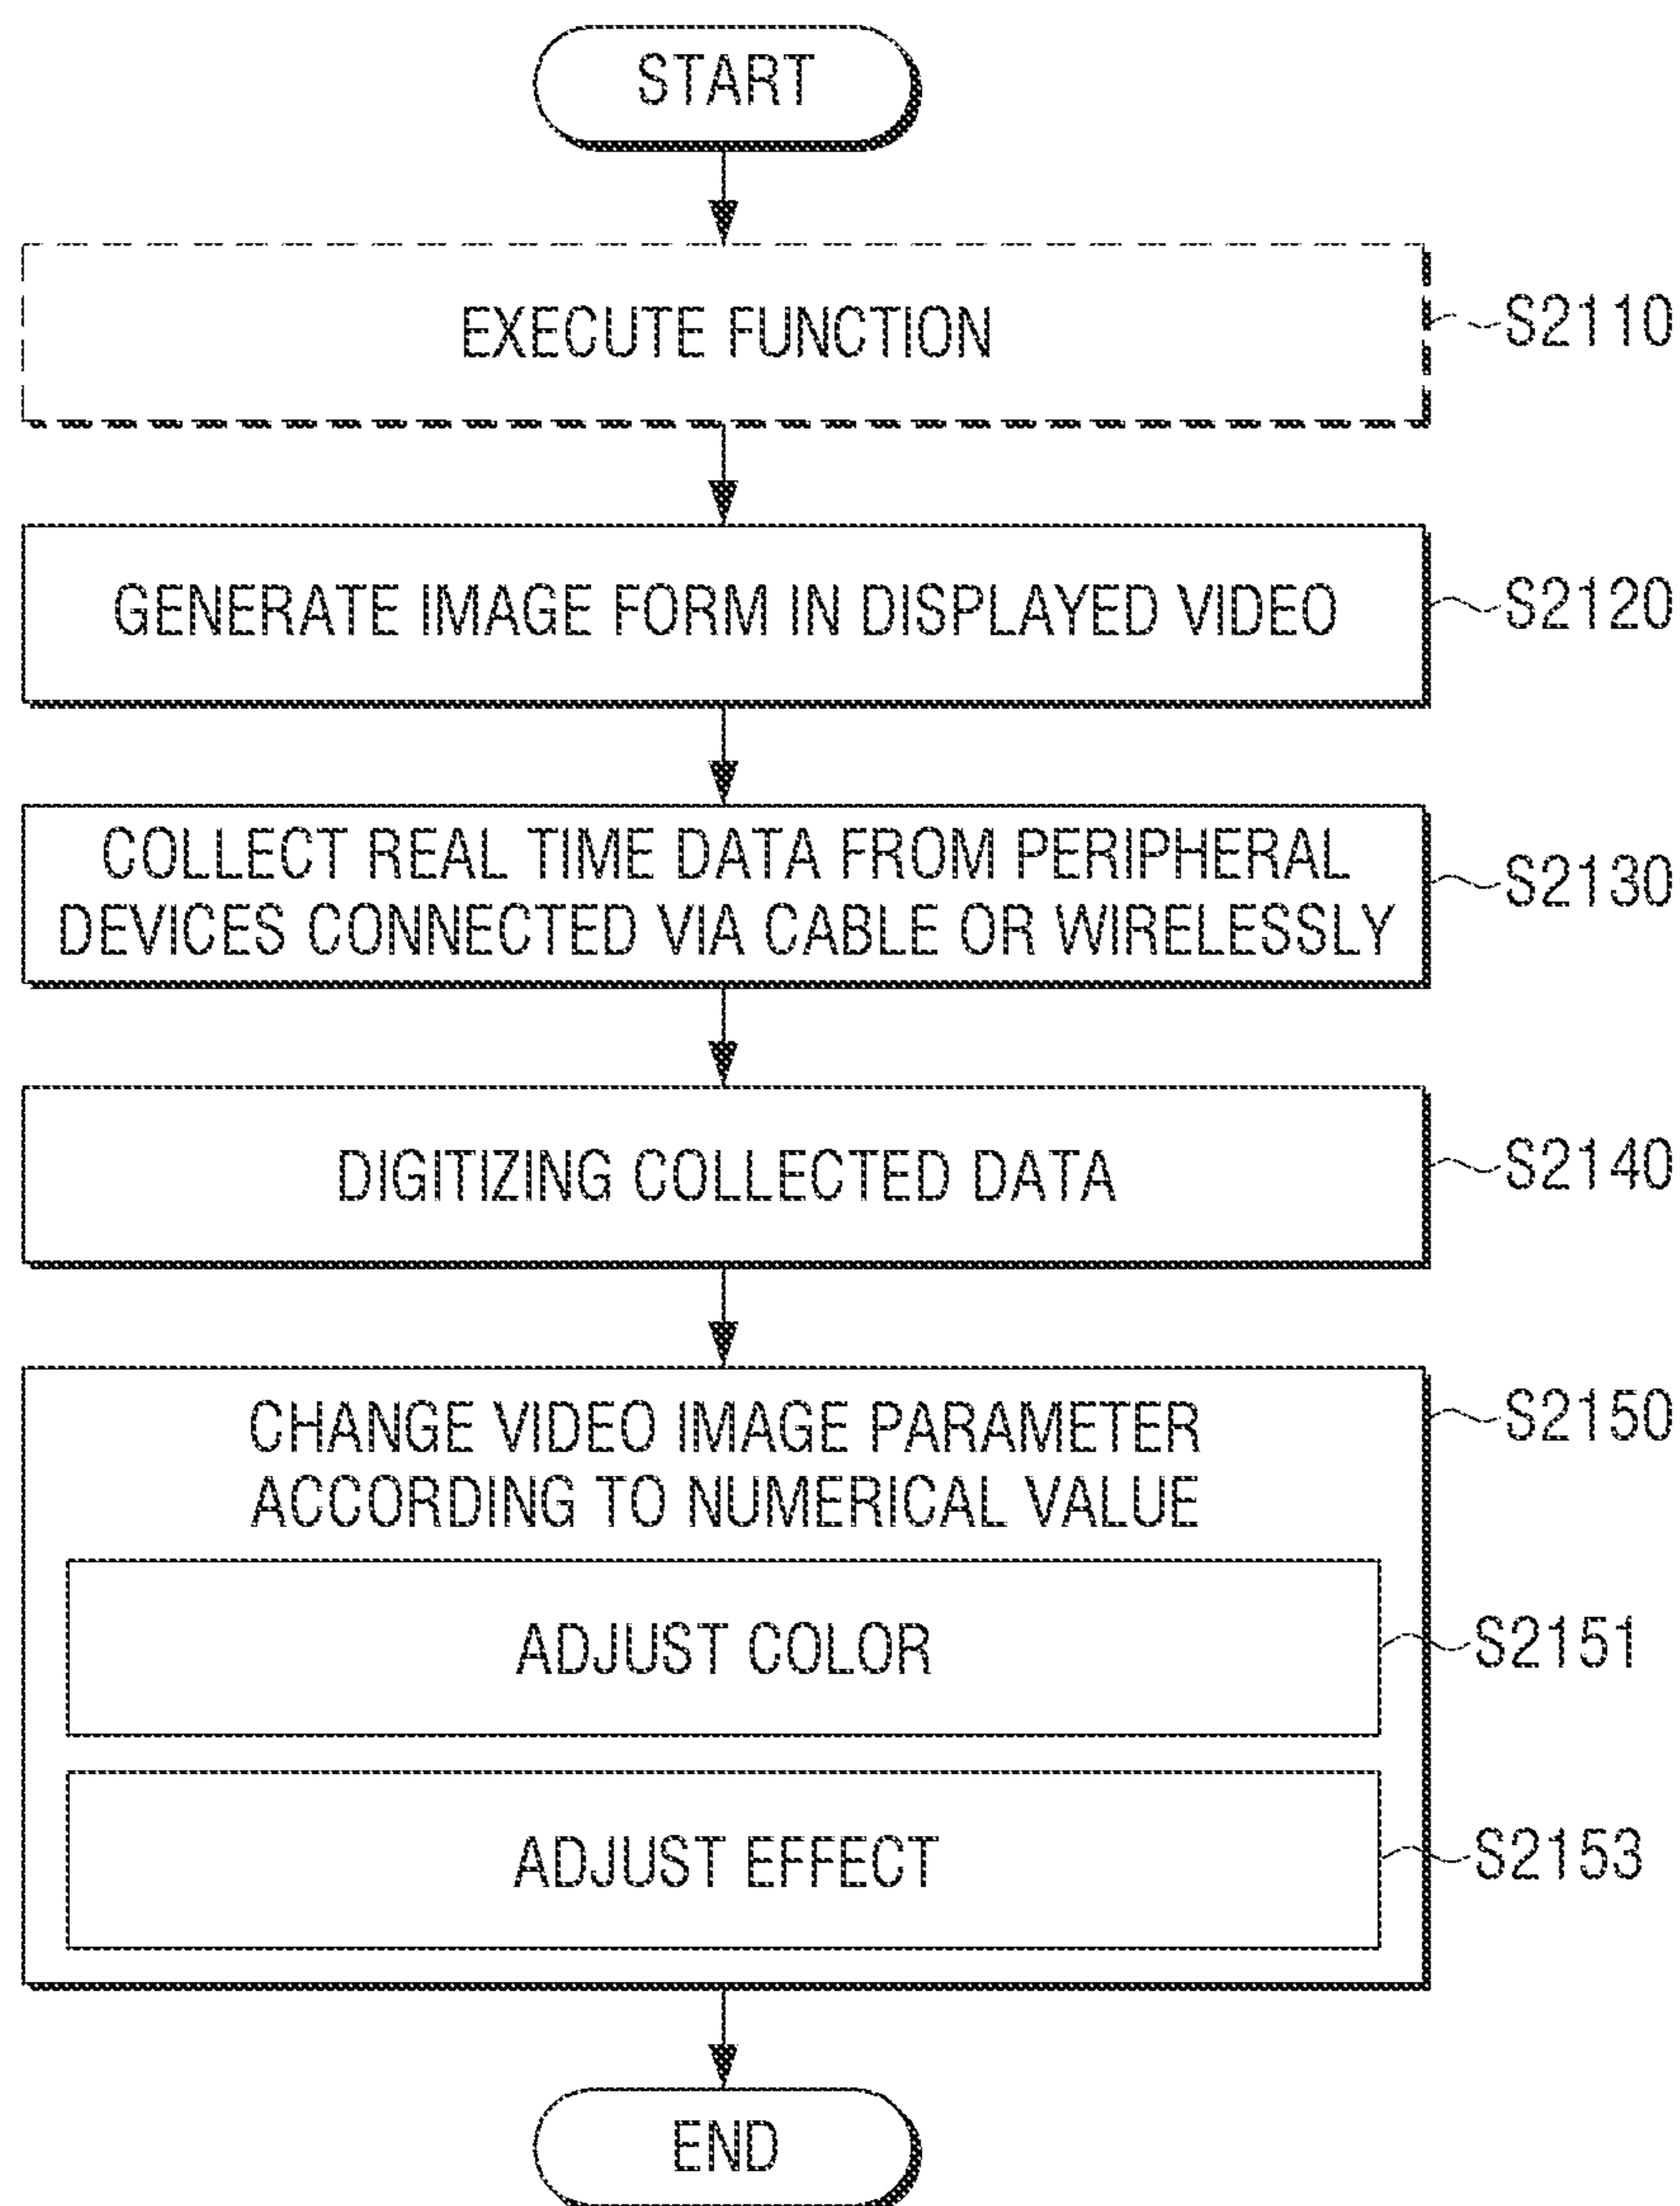 START
EXECUTE FUNCTION
S2110
GENERATE IMAGE FORM IN DISPLAYED VIDEO
S2120
COLLECT REAL TIME DATA FROM PERIPHERAL
DEVICES CONNECTED VIA CABLE OR WIRELESSLY
S2130
DIGITIZING COLLECTED DATA
S2140
CHANGE VIDEO IMAGE PARAMETER
ACCORDING TO NUMERICAL VALUE
S2150
ADJUST COLOR
S2151
ADJUST EFFECT
S2153
END